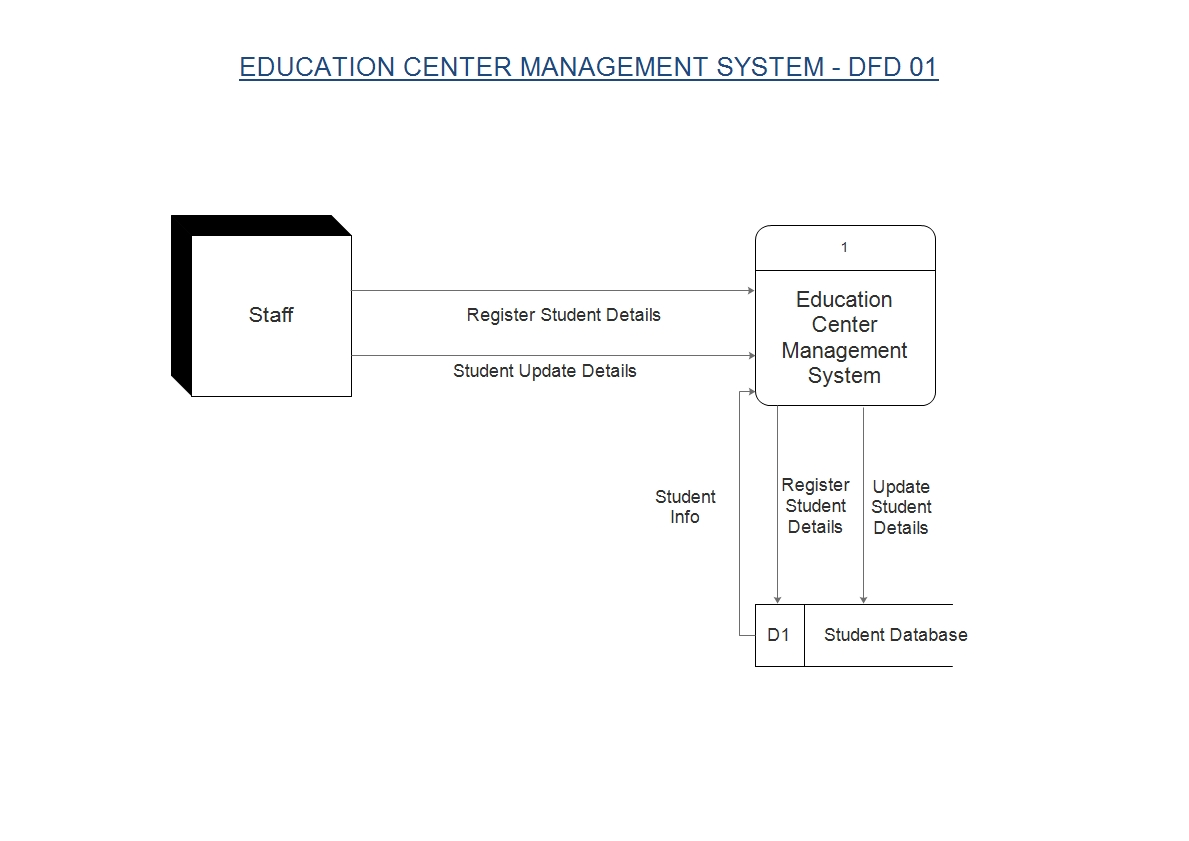 EDUCATION CENTER MANAGEMENT SYSTEM - DFD 01
Staff
Register Student Details
Student Update Details
1
Education
Center
Management
System
Student
Info
Register
Student
Details
Update
Student
Details
D1
Student Database